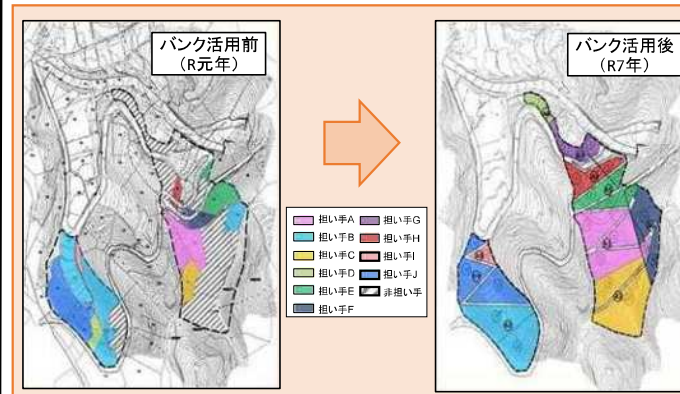 バンク活用前
(R元年)
バンク活用後
(R7年)
担い手A
担い手B
担い手C
担い手D
担い手E
担い手F
担い手G
担い手H
担い手I
担い手J
非担い手